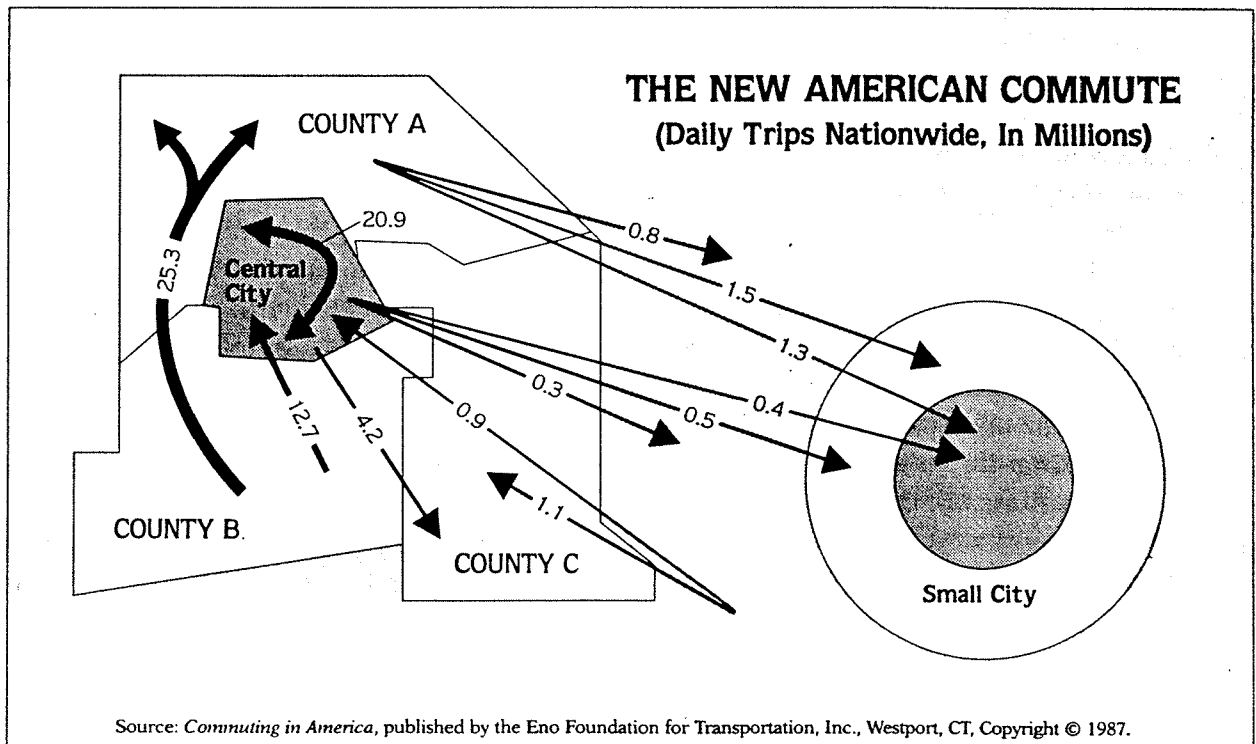 THE NEW AMERICAN COMMUTE
(Daily Trips Nationwide, In Millions)
COUNTY A
20.9
0.8
Central
City
25.3
1.5
1.3
0.3
0.5
0.4
12.7
4.2
0.9
1.1
COUNTY B.
COUNTY C
Small City
Source: Commuting in America, published by the Eno Foundation for Transportation, Inc., Westport, CT, Copyright © 1987.